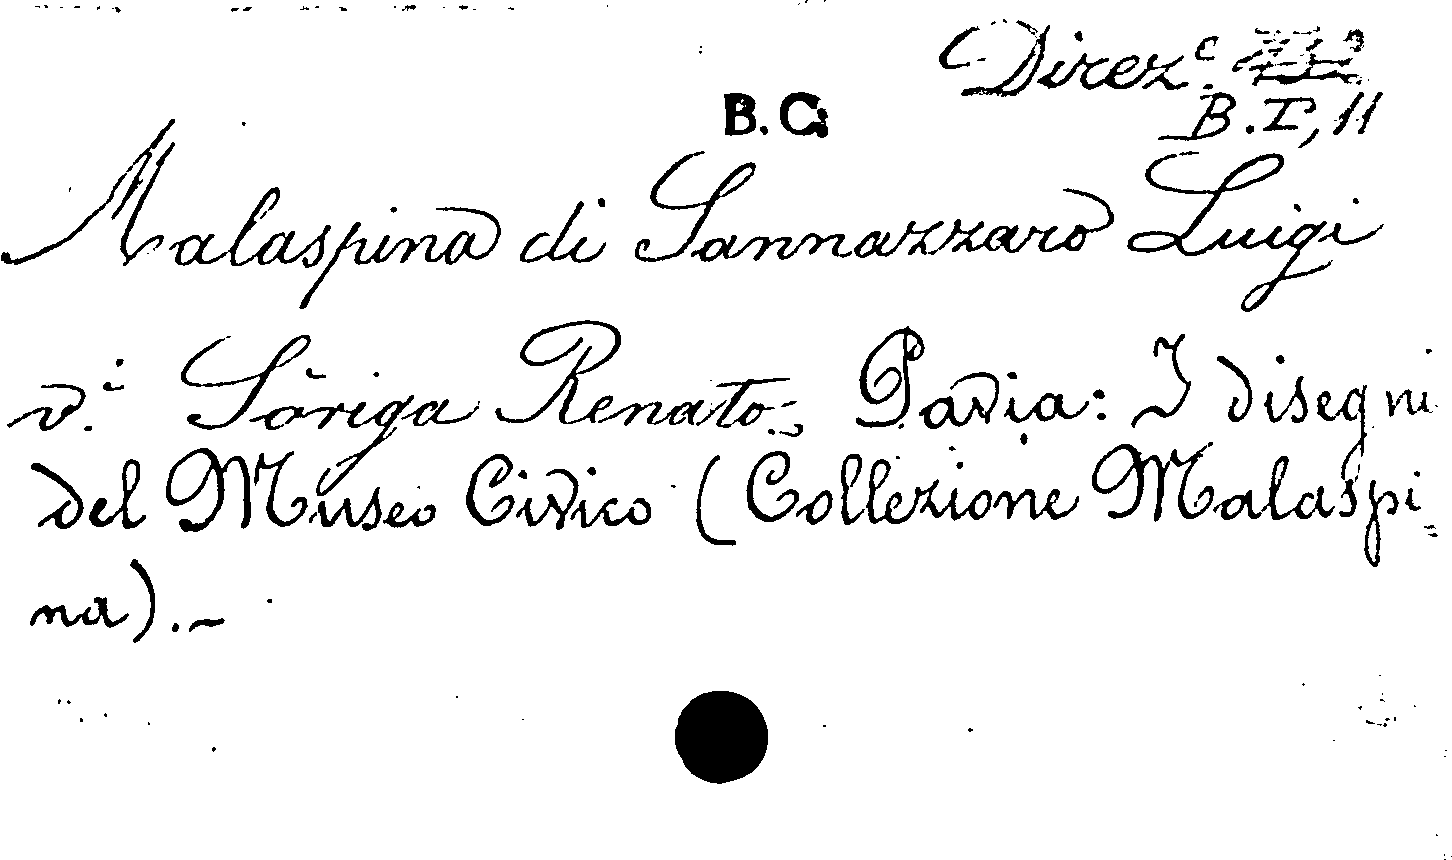 Direz.e
B. C. B.I, 11
Malaspina di Sannazzaro Luigi
v.i Sòriga Renato.-, Pavia: I disegni
del Museo Civico (Collezione Malaspi-
na).-